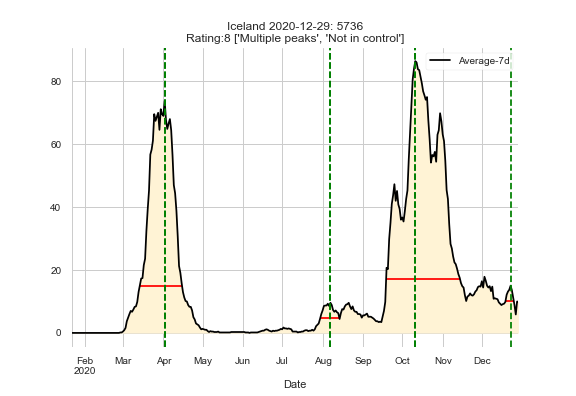 Iceland 2020-12-29: 5736
Rating:8 ['Multiple peaks', 'Not in control']
Average-7d
80
60
40
20
0
Feb Mar Apr May Jun Jul Aug Sep Oct Nov Dec
2020
Date